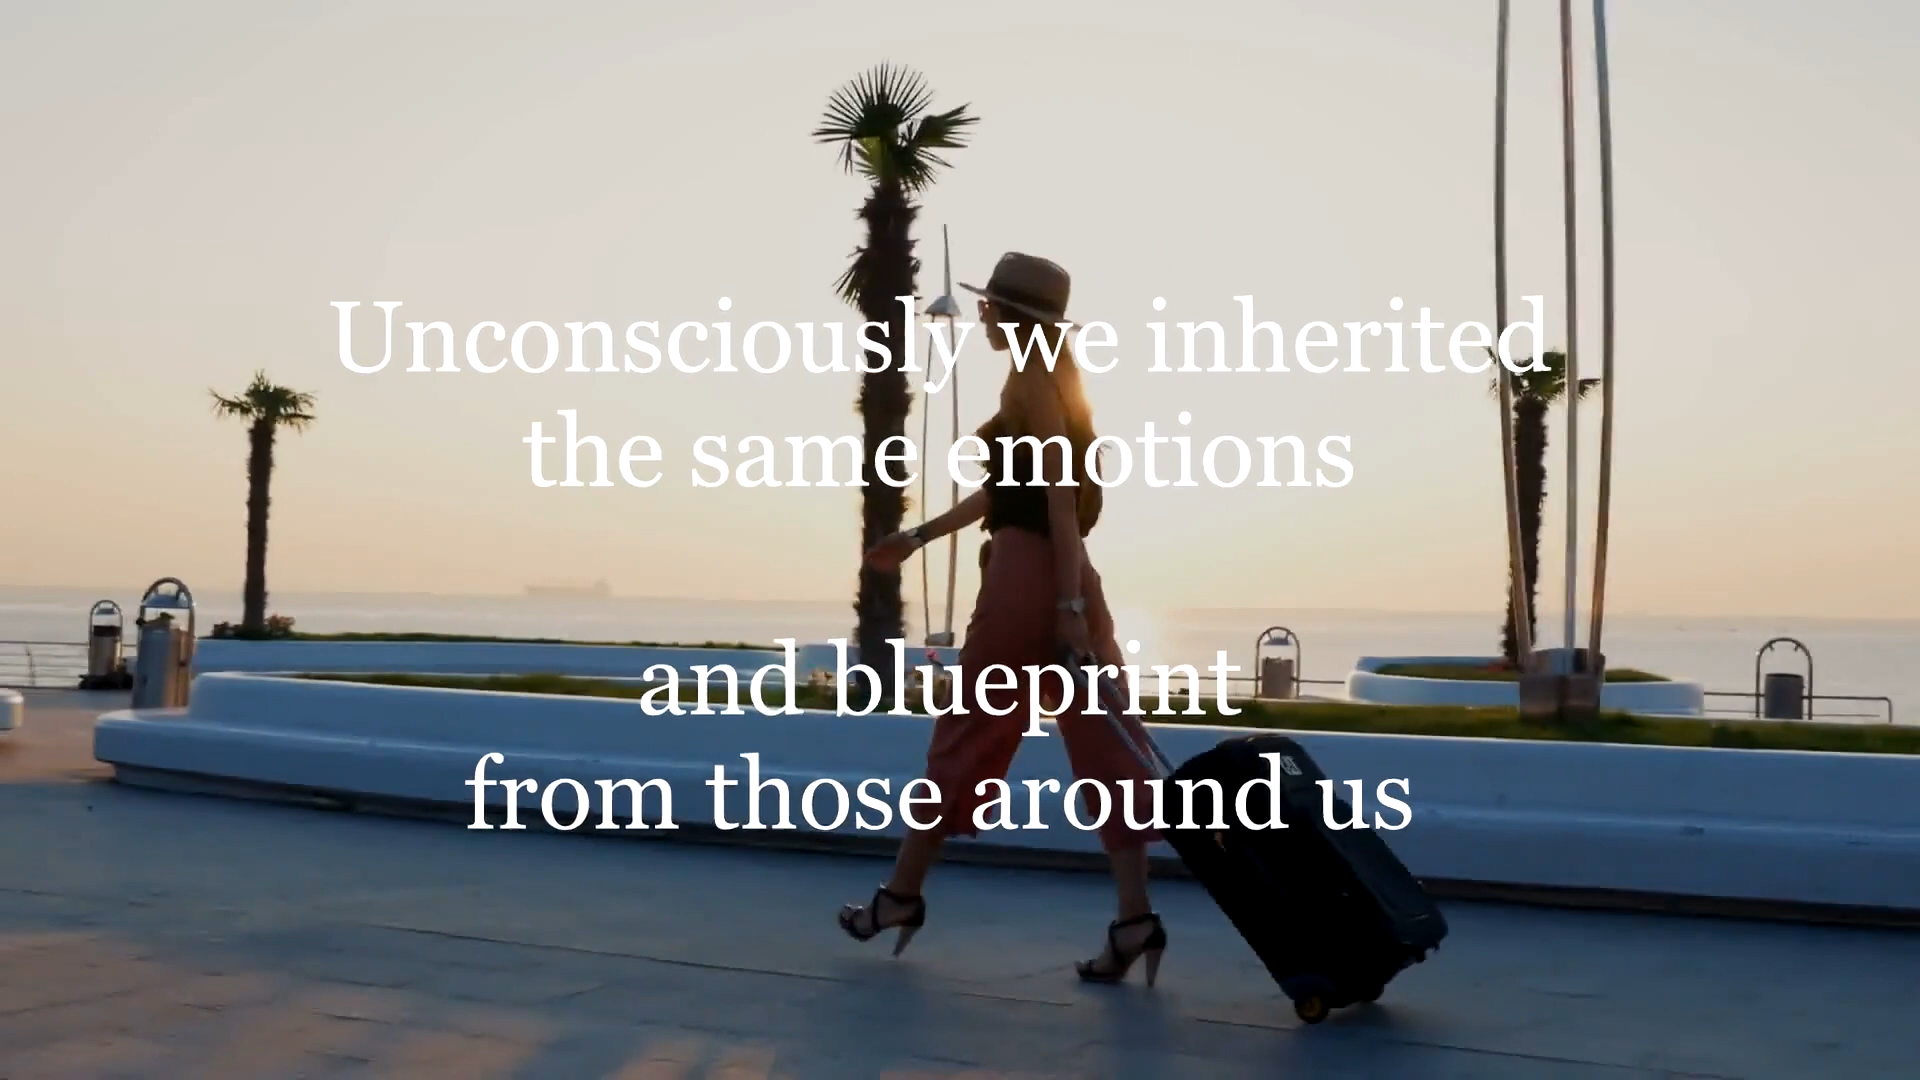 Unconsciously we inherited
the same emotions
and blueprint
from those around us